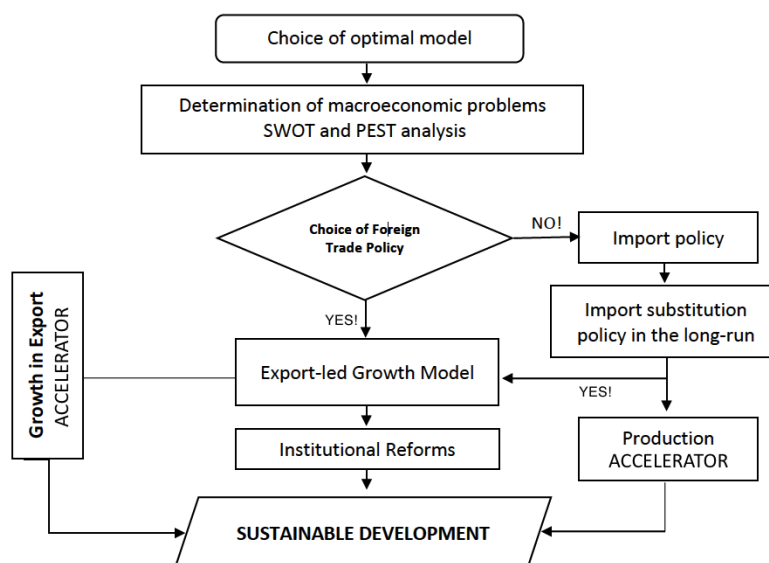 Choice of optimal model
Determination of macroeconomic problems
SWOT and PEST analysis
Choice of Foreign
Trade Policy
NO!
Import policy
YES!
Import substitution
policy in the long-run
Growth in Export
ACCELERATOR
Export-led Growth Model
YES!
Institutional Reforms
Production
ACCELERATOR
SUSTAINABLE DEVELOPMENT